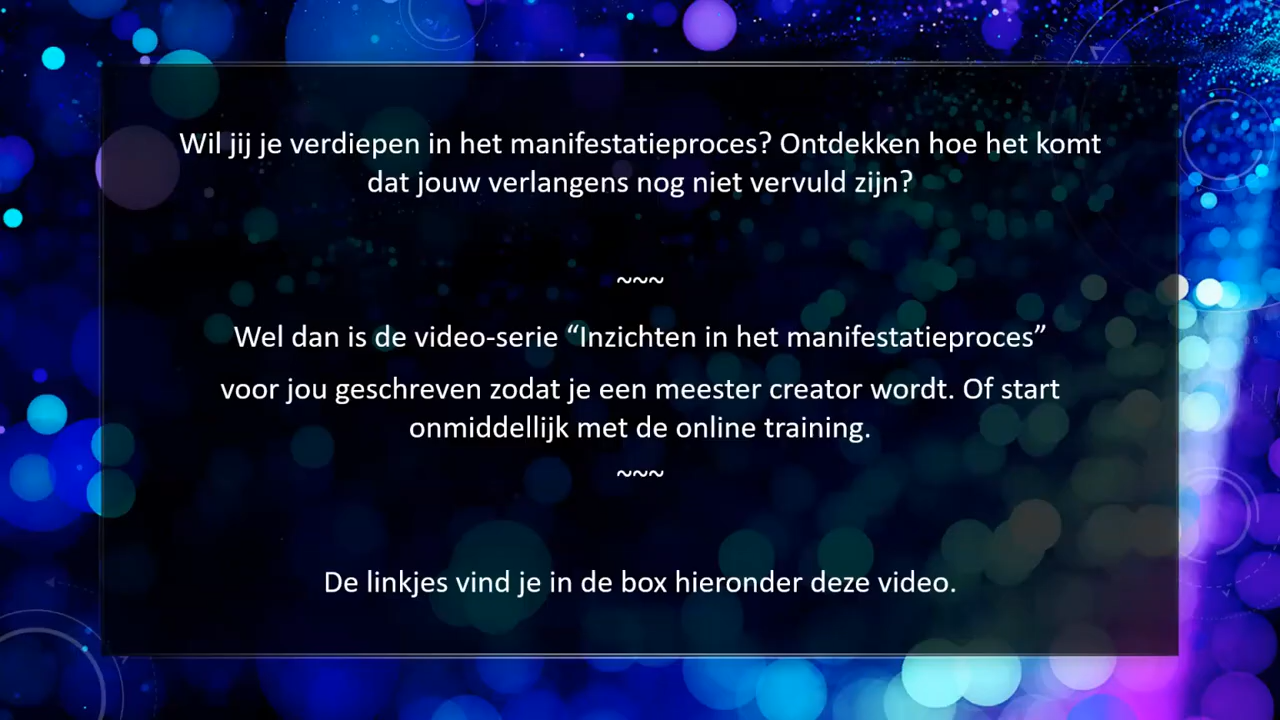 Wil jij je verdiepen in het manifestatieproces? Ontdekken hoe het komt
dat jouw verlangens nog niet vervuld zijn?
~~~
Wel dan is de video-serie “Inzichten in het manifestatieproces”
voor jou geschreven zodat je een meester creator wordt. Of start
onmiddellijk met de online training.
~~~
De linkjes vind je in de box hieronder deze video.